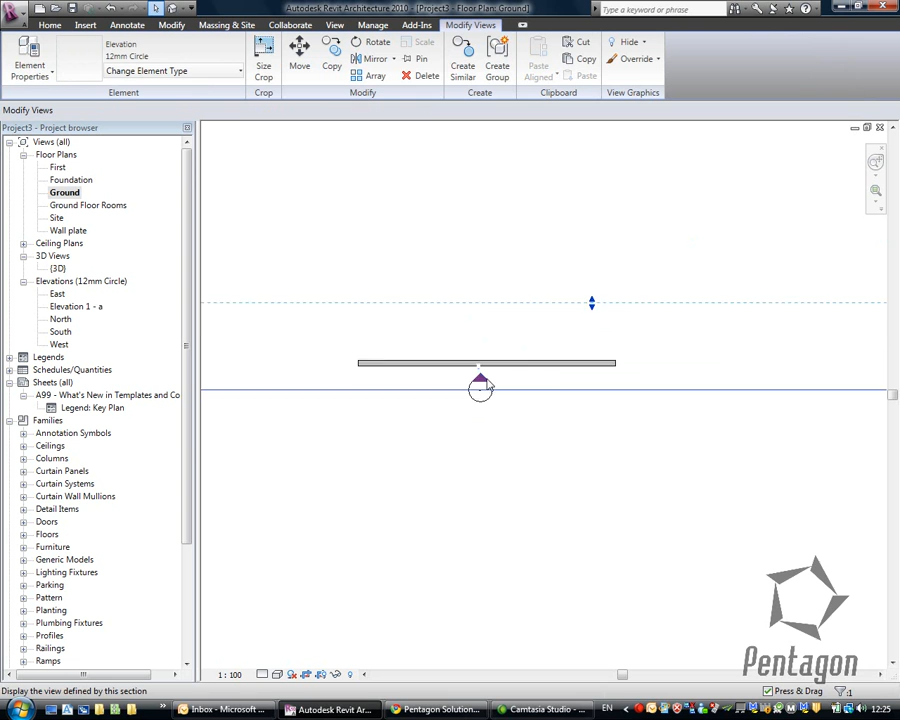 Autodesk Revit Architecture 2010 - [Project3 - Floor Plan: Ground]
Type a keyword or phrase
Home Insert Annotate Modify Massing & Site Collaborate View Manage Add-Ins Modify Views
Element Properties
Elevation
12mm Circle
Change Element Type
Size Crop
Move
Copy
Rotate
Mirror
Array
Scale
Pin
Delete
Create Similar
Create Group
Paste Aligned
Cut
Copy
Paste
Hide
Override
Element Crop Modify Create Clipboard View Graphics
Modify Views
Project3 - Project browser
Views (all)
Floor Plans
First
Foundation
Ground
Ground Floor Rooms
Site
Wall plate
Ceiling Plans
3D Views
{3D}
Elevations (12mm Circle)
East
Elevation 1 - a
North
South
West
Legends
Schedules/Quantities
Sheets (all)
A99 - What's New in Templates and Co
Legend: Key Plan
Families
Annotation Symbols
Ceilings
Columns
Curtain Panels
Curtain Systems
Curtain Wall Mullions
Detail Items
Doors
Floors
Furniture
Generic Models
Lighting Fixtures
Parking
Pattern
Planting
Plumbing Fixtures
Profiles
Railings
Ramps
Pentagon
1 : 100
Display the view defined by this section
Press & Drag
:1
Inbox - Microsoft ...
Autodesk Revit Ar...
Pentagon Solution...
Camtasia Studio - ...
EN
12:25